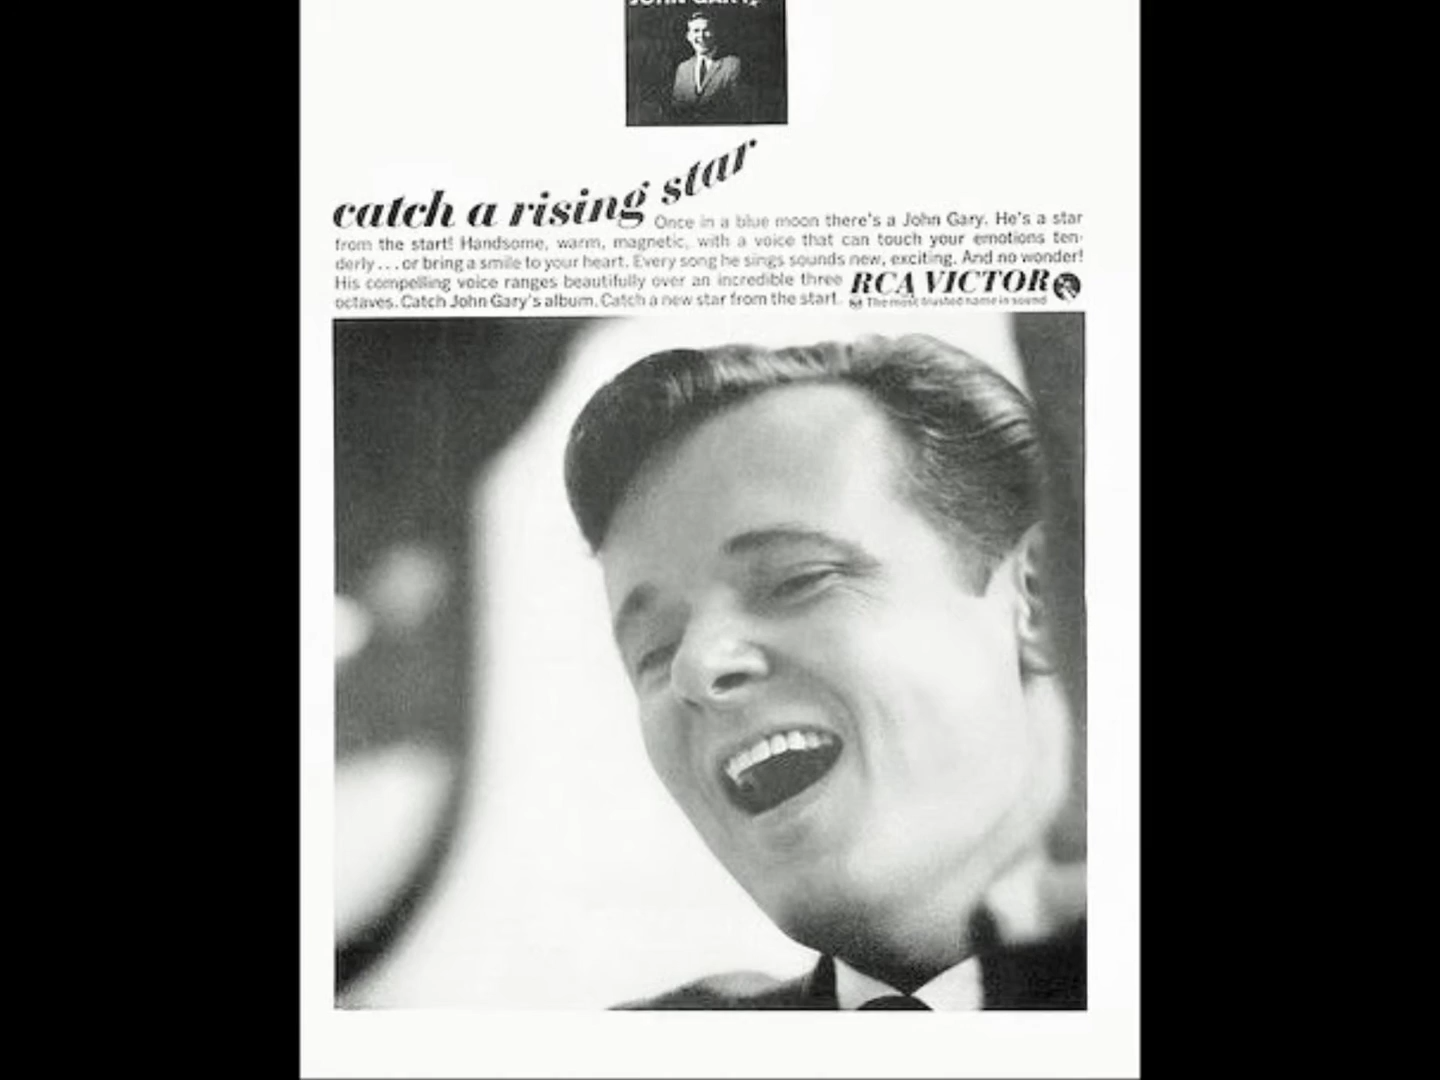 JOHN GARY
catch a rising star
Once in a blue moon there's a John Gary. He's a star
from the start! Handsome, warm, magnetic, with a voice that can touch your emotions ten-
derly...or bring a smile to your heart. Every song he sings sounds new, exciting. And no wonder!
His compelling voice ranges beautifully over an incredible three
octaves. Catch John Gary's album. Catch a new star from the start.
RCA VICTOR
The most trusted name in sound